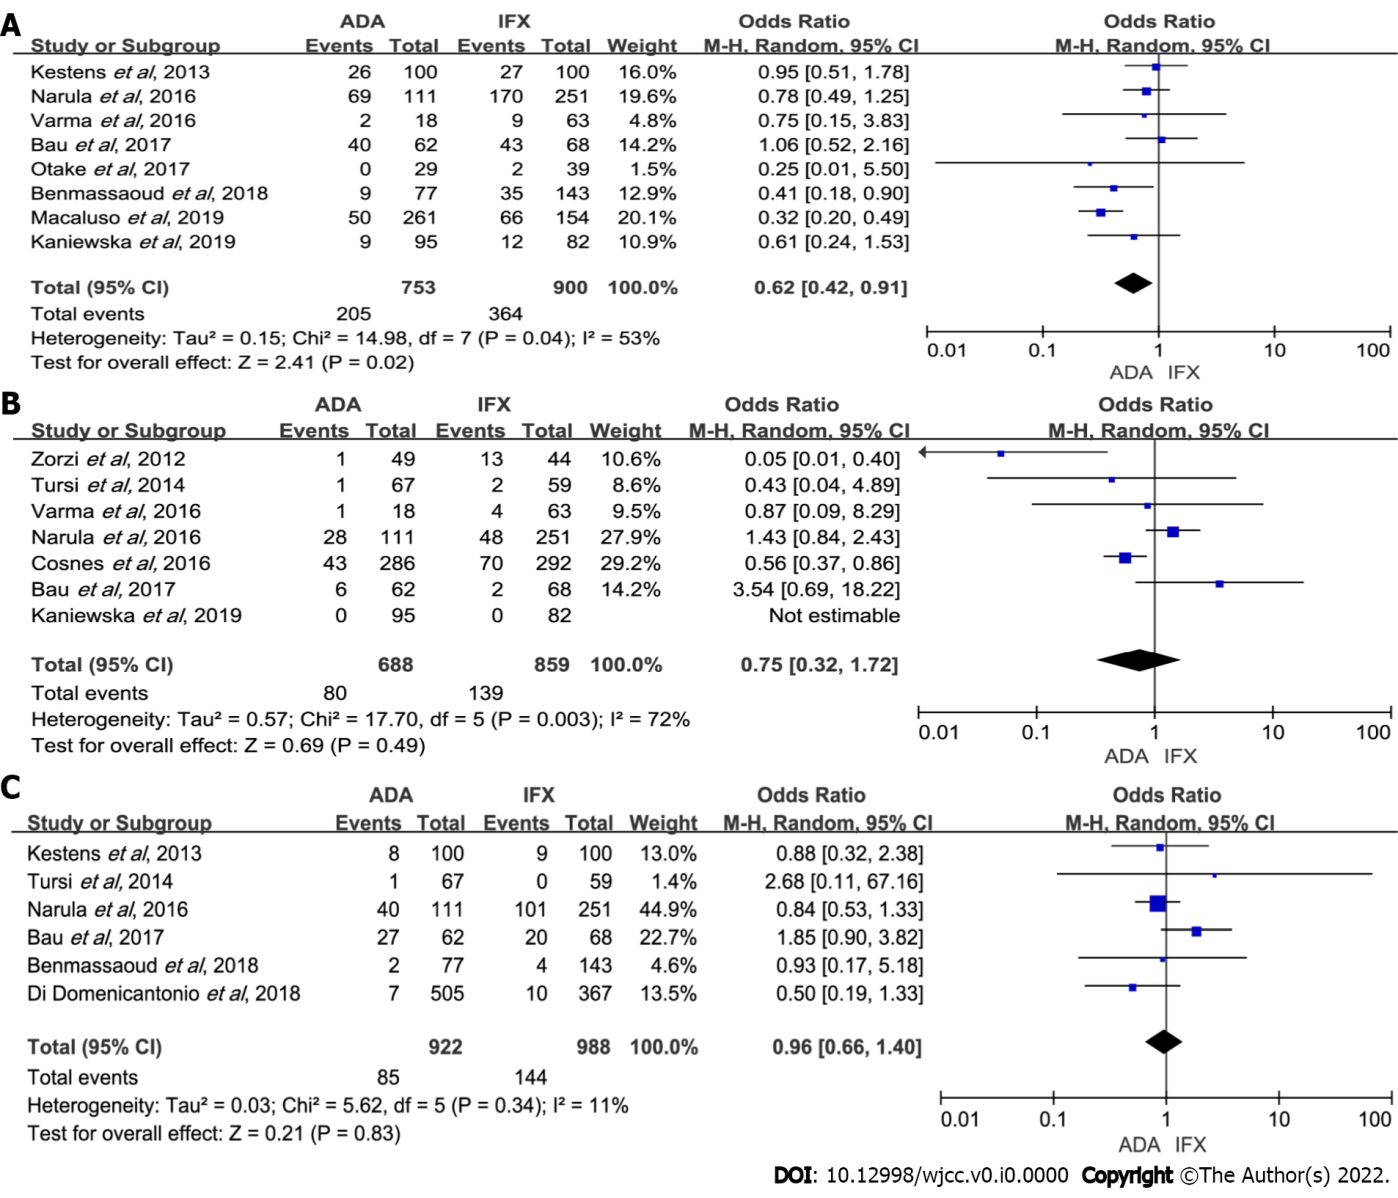 A
ADA IFX Odds Ratio Odds Ratio
Study or Subgroup Events Total Events Total Weight M-H, Random, 95% CI M-H, Random, 95% CI
Kestens et al, 2013 26 100 27 100 16.0% 0.95 [0.51, 1.78]
Narula et al, 2016 69 111 170 251 19.6% 0.78 [0.49, 1.25]
Varma et al, 2016 2 18 9 63 4.8% 0.75 [0.15, 3.83]
Bau et al, 2017 40 62 43 68 14.2% 1.06 [0.52, 2.16]
Otake et al, 2017 0 29 2 39 1.5% 0.25 [0.01, 5.50]
Benmassaoud et al, 2018 9 77 35 143 12.9% 0.41 [0.18, 0.90]
Macaluso et al, 2019 50 261 66 154 20.1% 0.32 [0.20, 0.49]
Kaniewska et al, 2019 9 95 12 82 10.9% 0.61 [0.24, 1.53]
Total (95% CI) 753 900 100.0% 0.62 [0.42, 0.91]
Total events 205 364
Heterogeneity: Tau² = 0.15; Chi² = 14.98, df = 7 (P = 0.04); I² = 53%
Test for overall effect: Z = 2.41 (P = 0.02)
0.01 0.1 1 10 100
ADA IFX
B
ADA IFX Odds Ratio Odds Ratio
Study or Subgroup Events Total Events Total Weight M-H, Random, 95% CI M-H, Random, 95% CI
Zorzi et al, 2012 1 49 13 44 10.6% 0.05 [0.01, 0.40]
Tursi et al, 2014 1 67 2 59 8.6% 0.43 [0.04, 4.89]
Varma et al, 2016 1 18 4 63 9.5% 0.87 [0.09, 8.29]
Narula et al, 2016 28 111 48 251 27.9% 1.43 [0.84, 2.43]
Cosnes et al, 2016 43 286 70 292 29.2% 0.56 [0.37, 0.86]
Bau et al, 2017 6 62 2 68 14.2% 3.54 [0.69, 18.22]
Kaniewska et al, 2019 0 95 0 82 Not estimable
Total (95% CI) 688 859 100.0% 0.75 [0.32, 1.72]
Total events 80 139
Heterogeneity: Tau² = 0.57; Chi² = 17.70, df = 5 (P = 0.003); I² = 72%
Test for overall effect: Z = 0.69 (P = 0.49)
0.01 0.1 1 10 100
ADA IFX
C
ADA IFX Odds Ratio Odds Ratio
Study or Subgroup Events Total Events Total Weight M-H, Random, 95% CI M-H, Random, 95% CI
Kestens et al, 2013 8 100 9 100 13.0% 0.88 [0.32, 2.38]
Tursi et al, 2014 1 67 0 59 1.4% 2.68 [0.11, 67.16]
Narula et al, 2016 40 111 101 251 44.9% 0.84 [0.53, 1.33]
Bau et al, 2017 27 62 20 68 22.7% 1.85 [0.90, 3.82]
Benmassaoud et al, 2018 2 77 4 143 4.6% 0.93 [0.17, 5.18]
Di Domenicantonio et al, 2018 7 505 10 367 13.5% 0.50 [0.19, 1.33]
Total (95% CI) 922 988 100.0% 0.96 [0.66, 1.40]
Total events 85 144
Heterogeneity: Tau² = 0.03; Chi² = 5.62, df = 5 (P = 0.34); I² = 11%
Test for overall effect: Z = 0.21 (P = 0.83)
0.01 0.1 1 10 100
ADA IFX
DOI: 10.12998/wjcc.v0.i0.0000 Copyright ©The Author(s) 2022.